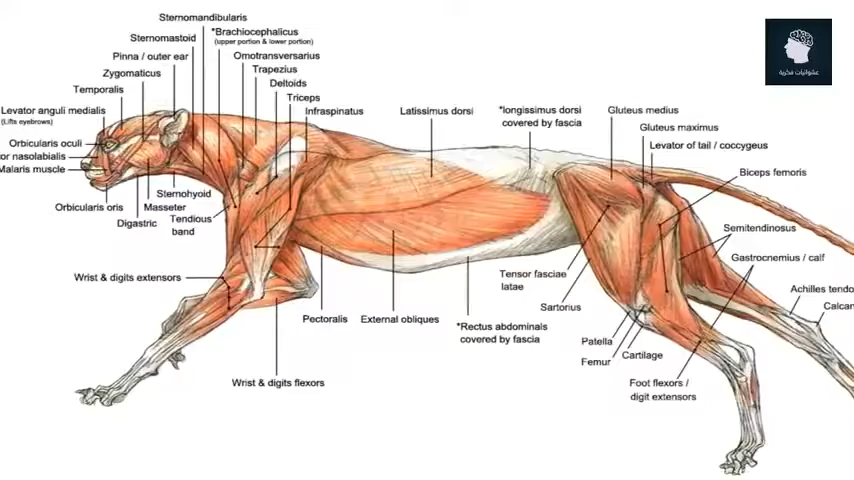 Sternomandibularis
Sternomastoid
*Brachiocephalicus
(upper portion & lower portion)
Pinna / outer ear
Omotransversarius
Zygomaticus
Trapezius
Temporalis
Deltoids
Triceps
Levator anguli medialis
(Lifts eyebrows)
Infraspinatus
Latissimus dorsi
*longissimus dorsi
covered by fascia
Gluteus medius
Gluteus maximus
Levator of tail / coccygeus
Orbicularis oculi
or nasolabialis
Malaris muscle
Biceps femoris
Orbicularis oris
Digastric
Masseter
Sternohyoid
Tendious
band
Semitendinosus
Gastrocnemius / calf
Wrist & digits extensors
Tensor fasciae
latae
Sartorius
Achilles tendo
Calcan
Pectoralis
External obliques
*Rectus abdominals
covered by fascia
Patella
Femur
Cartilage
Wrist & digits flexors
Foot flexors /
digit extensors
عشوائيات فكرية